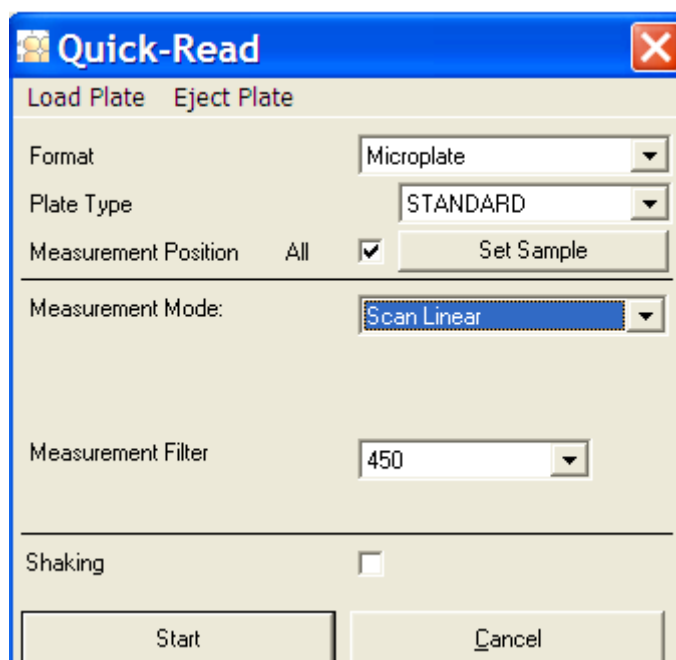 Quick-Read
Load Plate Eject Plate
Format Microplate
Plate Type STANDARD
Measurement Position All Set Sample
Measurement Mode: Scan Linear
Measurement Filter 450
Shaking
Start Cancel